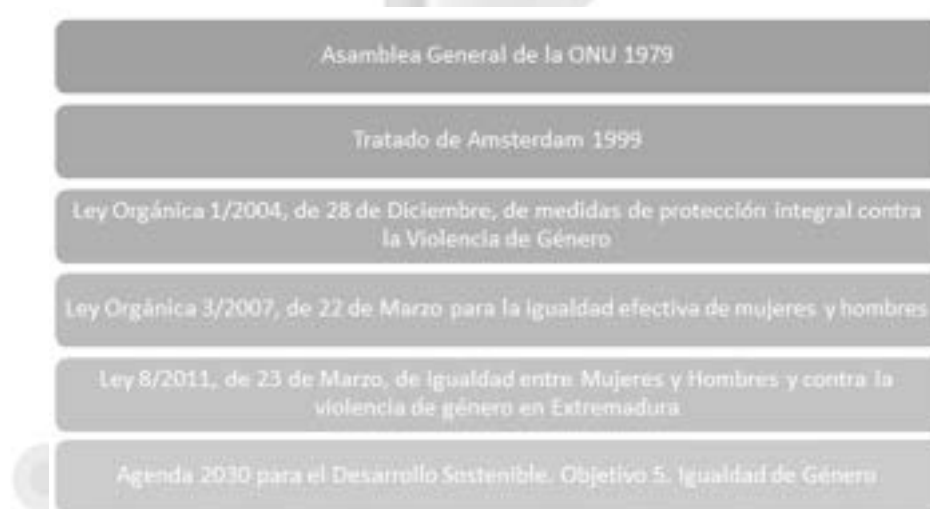 Asamblea General de la ONU 1979
Tratado de Amsterdam 1999
Ley Orgánica 1/2004, de 28 de Diciembre, de medidas de protección integral contra
la Violencia de Género
Ley Orgánica 3/2007, de 22 de Marzo para la igualdad efectiva de mujeres y hombres
Ley 8/2011, de 23 de Marzo, de igualdad entre Mujeres y Hombres y contra la
violencia de género en Extremadura
Agenda 2030 para el Desarrollo Sostenible. Objetivo 5. Igualdad de Género